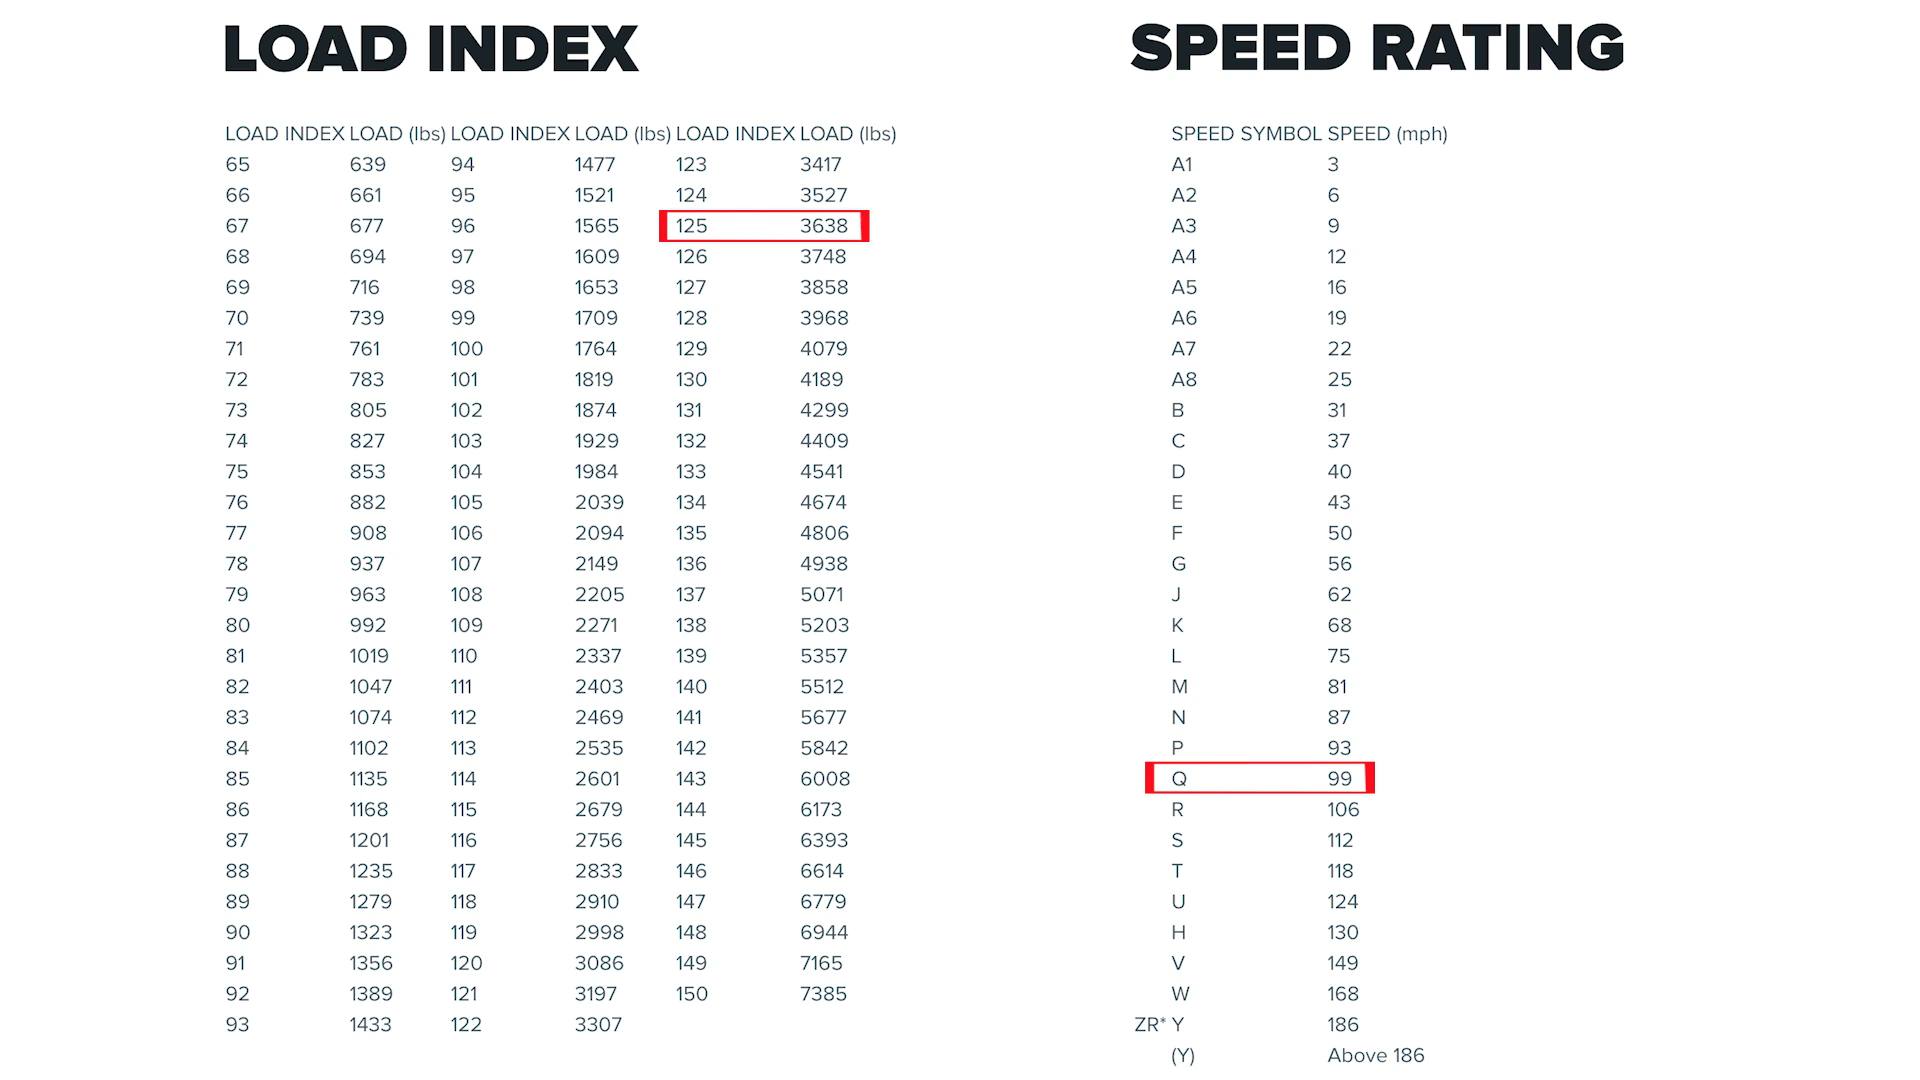 LOAD INDEX
LOAD INDEX LOAD (lbs) LOAD INDEX LOAD (lbs) LOAD INDEX LOAD (lbs)
65 639 94 1477 123 3417
66 661 95 1521 124 3527
67 677 96 1565 125 3638
68 694 97 1609 126 3748
69 716 98 1653 127 3858
70 739 99 1709 128 3968
71 761 100 1764 129 4079
72 783 101 1819 130 4189
73 805 102 1874 131 4299
74 827 103 1929 132 4409
75 853 104 1984 133 4541
76 882 105 2039 134 4674
77 908 106 2094 135 4806
78 937 107 2149 136 4938
79 963 108 2205 137 5071
80 992 109 2271 138 5203
81 1019 110 2337 139 5357
82 1047 111 2403 140 5512
83 1074 112 2469 141 5677
84 1102 113 2535 142 5842
85 1135 114 2601 143 6008
86 1168 115 2679 144 6173
87 1201 116 2756 145 6393
88 1235 117 2833 146 6614
89 1279 118 2910 147 6779
90 1323 119 2998 148 6944
91 1356 120 3086 149 7165
92 1389 121 3197 150 7385
93 1433 122 3307
SPEED RATING
SPEED SYMBOL SPEED (mph)
A1 3
A2 6
A3 9
A4 12
A5 16
A6 19
A7 22
A8 25
B 31
C 37
D 40
E 43
F 50
G 56
J 62
K 68
L 75
M 81
N 87
P 93
Q 99
R 106
S 112
T 118
U 124
H 130
V 149
W 168
ZR* Y 186
(Y) Above 186